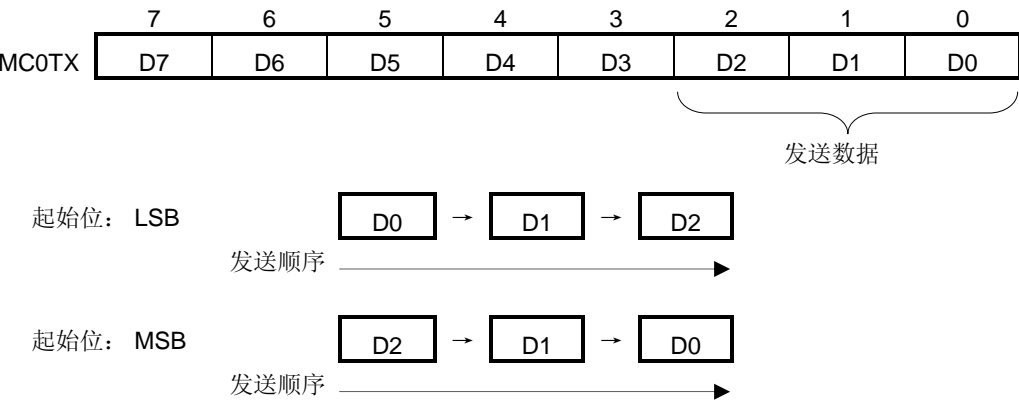 7 6 5 4 3 2 1 0
MC0TX D7 D6 D5 D4 D3 D2 D1 D0
发送数据
起始位： LSB D0 → D1 → D2
发送顺序
起始位： MSB D2 → D1 → D0
发送顺序